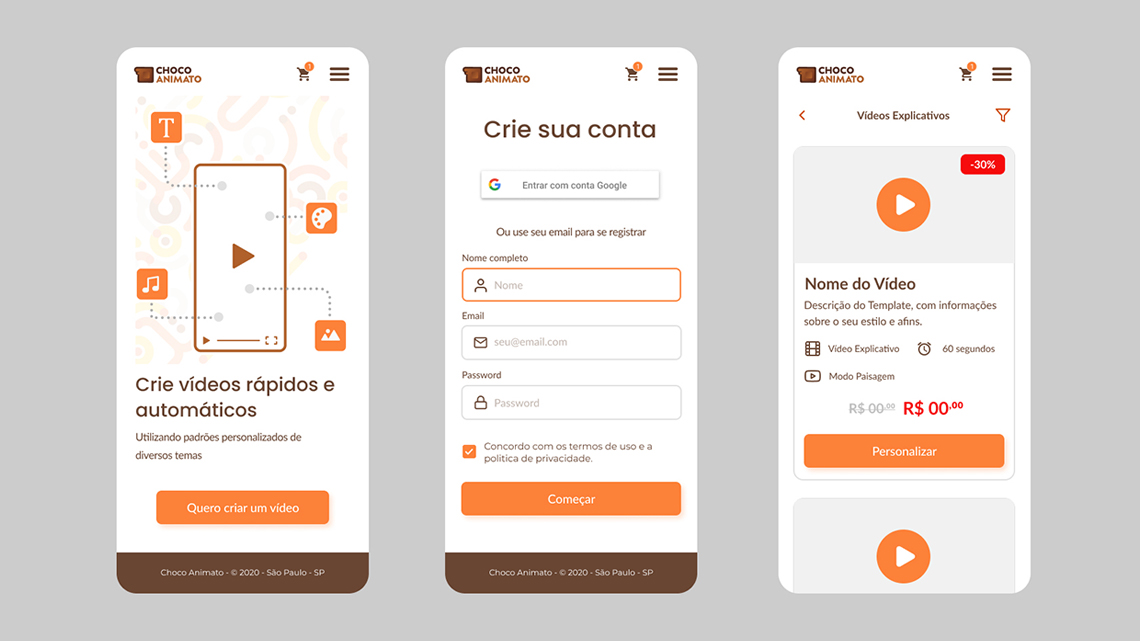 CHOCO
ANIMATO
1
T
Crie vídeos rápidos e
automáticos
Utilizando padrões personalizados de
diversos temas
Quero criar um vídeo
Choco Animato - © 2020 - São Paulo - SP
CHOCO
ANIMATO
1
Crie sua conta
Entrar com conta Google
Ou use seu email para se registrar
Nome completo
Nome
Email
seu@email.com
Password
Password
Concordo com os termos de uso e a
politica de privacidade.
Começar
Choco Animato - © 2020 - São Paulo - SP
CHOCO
ANIMATO
1
Vídeos Explicativos
-30%
Nome do Vídeo
Descrição do Template, com informações
sobre o seu estilo e afins.
Vídeo Explicativo 60 segundos
Modo Paisagem
R$ 00,00 R$ 00,00
Personalizar